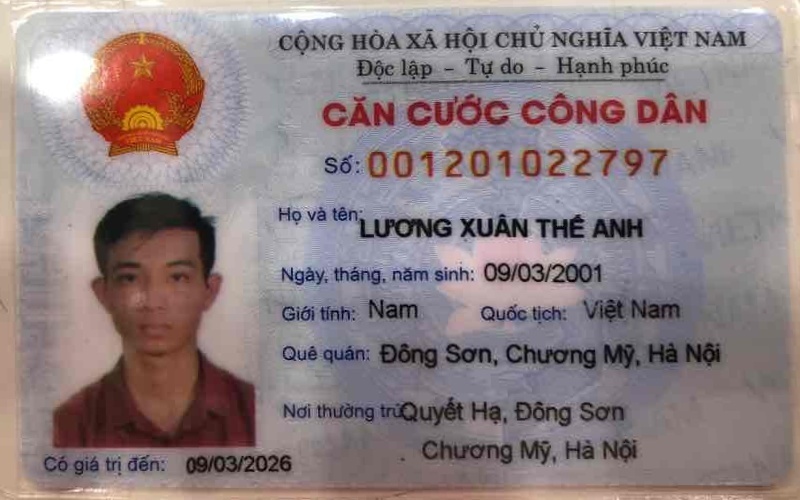 CỘNG HÒA XÃ HỘI CHỦ NGHĨA VIỆT NAM
Độc lập - Tự do - Hạnh phúc
CĂN CƯỚC CÔNG DÂN
Số: 001201022797
Họ và tên: LƯƠNG XUÂN THẾ ANH
Ngày, tháng, năm sinh: 09/03/2001
Giới tính: Nam Quốc tịch: Việt Nam
Quê quán: Đông Sơn, Chương Mỹ, Hà Nội
Nơi thường trú: Quyết Hạ, Đông Sơn
Chương Mỹ, Hà Nội
Có giá trị đến: 09/03/2026